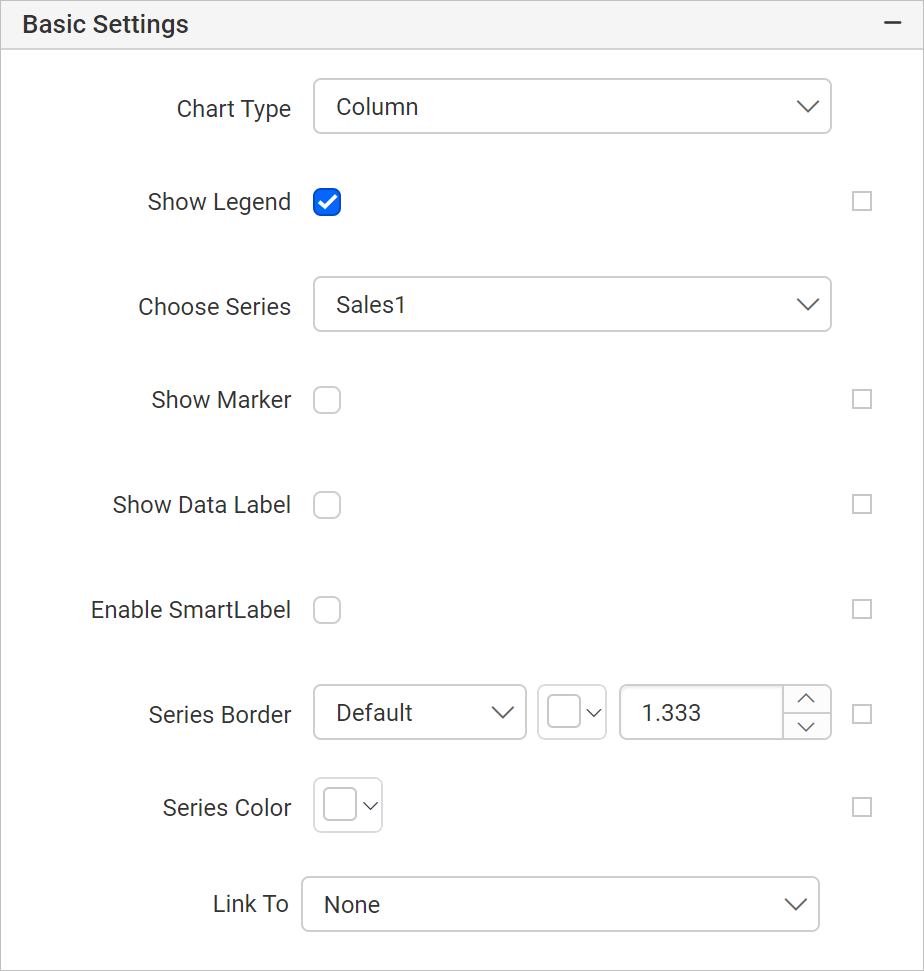 Basic Settings
Chart Type Column
Show Legend
Choose Series Sales1
Show Marker
Show Data Label
Enable SmartLabel
Series Border Default 1.333
Series Color
Link To None